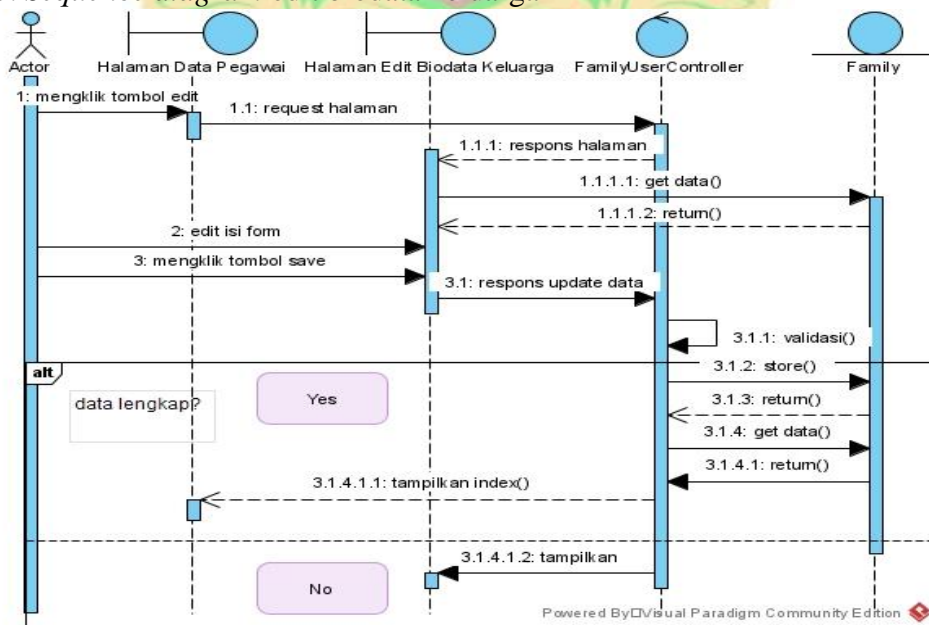 Actor
Halaman Data Pegawai
Halaman Edit Biodata Keluarga
FamilyUserController
Family
1: mengklik tombol edit
1.1: request halaman
1.1.1: respons halaman
1.1.1.1: get data()
1.1.1.2: return()
2: edit isi form
3: mengklik tombol save
3.1: respons update data
3.1.1: validasi()
alt
3.1.2: store()
data lengkap?
Yes
3.1.3: return()
3.1.4: get data()
3.1.4.1: return()
3.1.4.1.1: tampilkan index()
3.1.4.1.2: tampilkan
No
Powered By□Visual Paradigm Community Edition